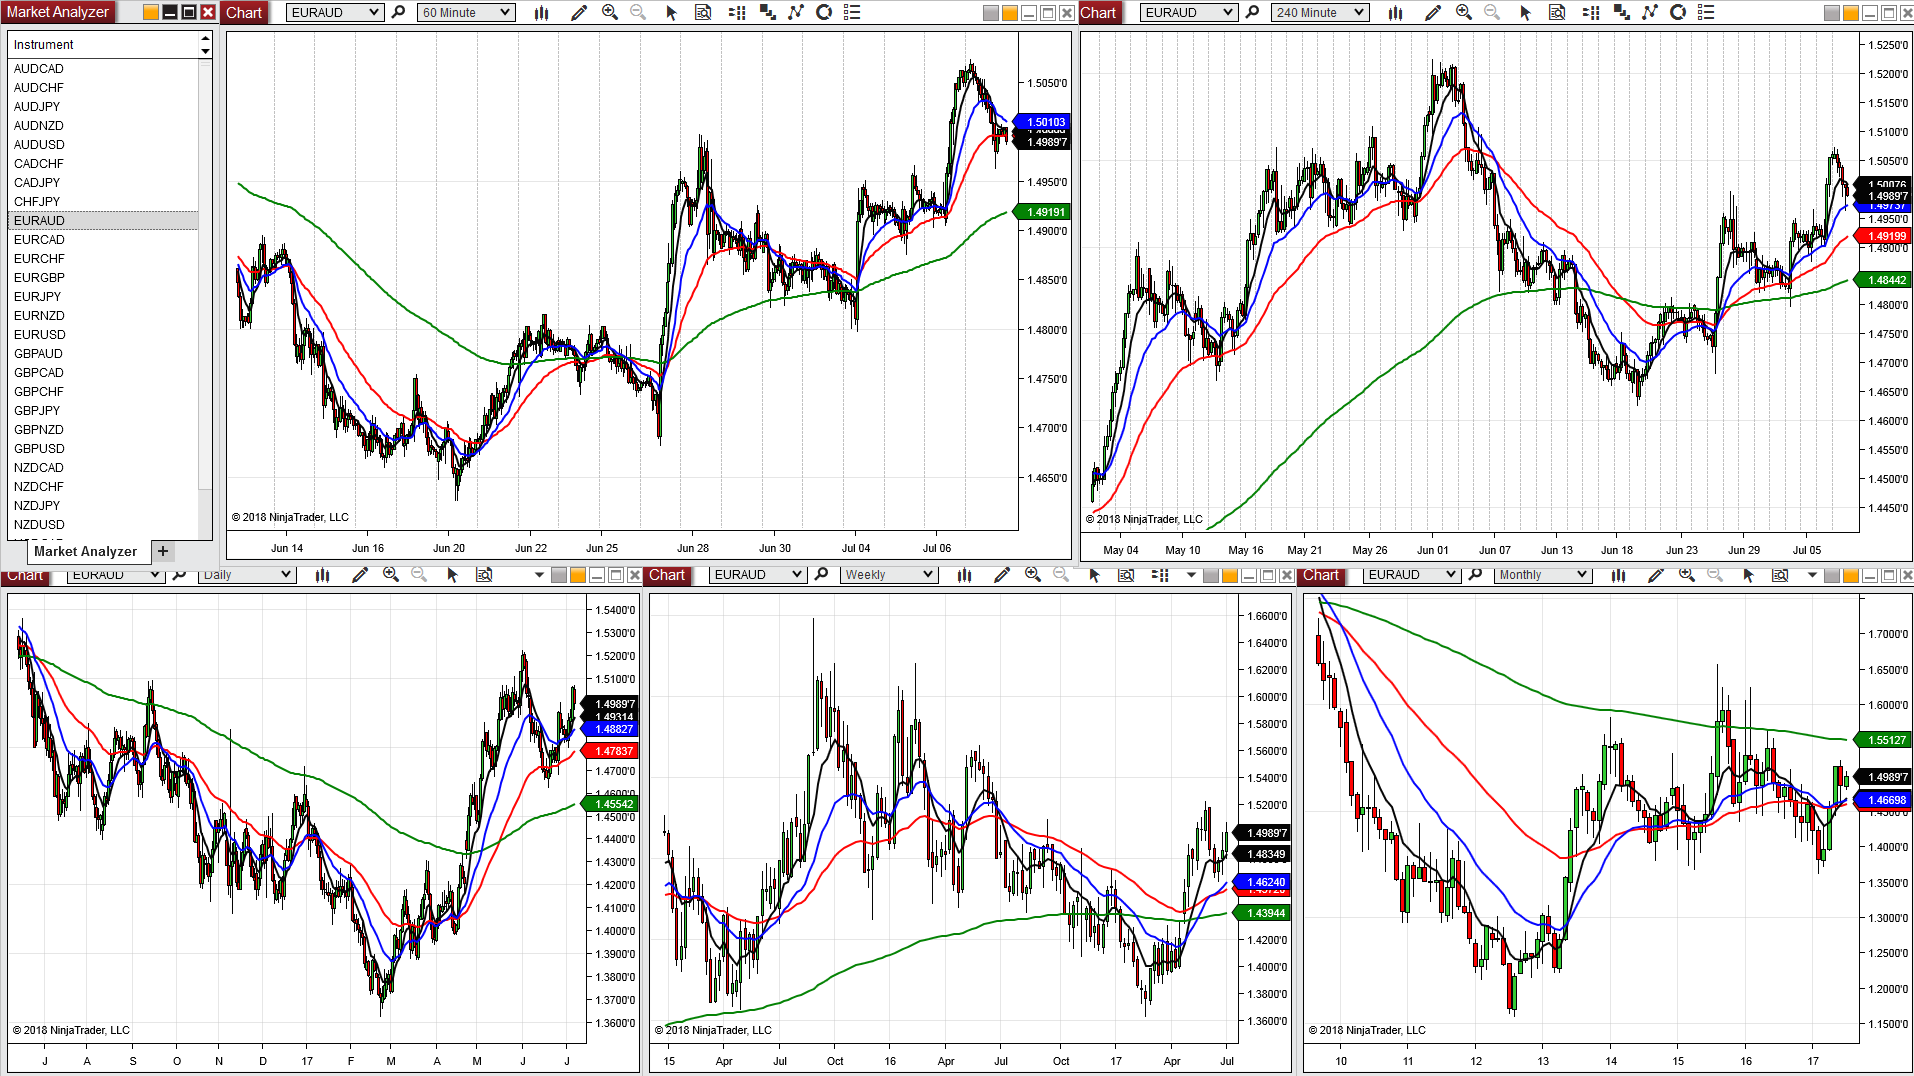 Market Analyzer
Instrument
AUDCAD
AUDCHF
AUDJPY
AUDNZD
AUDUSD
CADCHF
CADJPY
CHFJPY
EURAUD
EURCAD
EURCHF
EURGBP
EURJPY
EURNZD
EURUSD
GBPAUD
GBPCAD
GBPCHF
GBPJPY
GBPNZD
GBPUSD
NZDCAD
NZDCHF
NZDJPY
NZDUSD
Market Analyzer +
Chart EURAUD 60 Minute
1.5050'0
1.50103
1.4989'7
1.4950'0
1.49191
1.4900'0
1.4850'0
1.4800'0
1.4750'0
1.4700'0
1.4650'0
© 2018 NinjaTrader, LLC
Jun 14 Jun 16 Jun 20 Jun 22 Jun 25 Jun 28 Jun 30 Jul 04 Jul 06
Chart EURAUD 240 Minute
1.5250'0
1.5200'0
1.5150'0
1.5100'0
1.5050'0
1.50076
1.4989'7
1.49737
1.4950'0
1.49199
1.4900'0
1.48442
1.4800'0
1.4750'0
1.4700'0
1.4650'0
1.4600'0
1.4550'0
1.4500'0
1.4450'0
© 2018 NinjaTrader, LLC
May 04 May 10 May 16 May 21 May 26 Jun 01 Jun 07 Jun 13 Jun 18 Jun 23 Jun 29 Jul 05
Chart EURAUD Daily
1.5400'0
1.5300'0
1.5200'0
1.5100'0
1.4989'7
1.49314
1.48827
1.47837
1.4700'0
1.4600'0
1.45542
1.4500'0
1.4400'0
1.4300'0
1.4200'0
1.4100'0
1.4000'0
1.3900'0
1.3800'0
1.3700'0
1.3600'0
© 2018 NinjaTrader, LLC
J A S O N D 17 F M A M J J
Chart EURAUD Weekly
1.6600'0
1.6400'0
1.6200'0
1.6000'0
1.5800'0
1.5600'0
1.5400'0
1.5200'0
1.4989'7
1.48349
1.46240
1.43944
1.4200'0
1.4000'0
1.3800'0
1.3600'0
© 2018 NinjaTrader, LLC
15 Apr Jul Oct 16 Apr Jul Oct 17 Apr Jul
Chart EURAUD Monthly
1.7000'0
1.6500'0
1.6000'0
1.55127
1.4989'7
1.46698
1.4000'0
1.3500'0
1.3000'0
1.2500'0
1.2000'0
1.1500'0
© 2018 NinjaTrader, LLC
10 11 12 13 14 15 16 17